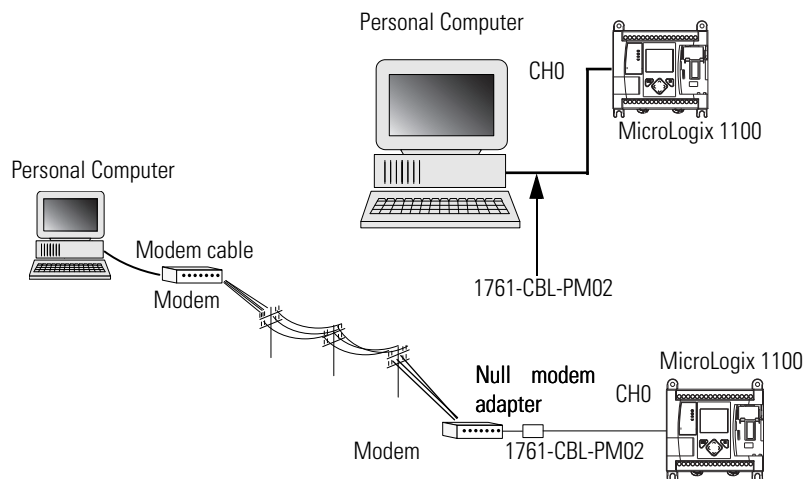 Personal Computer
CH0
MicroLogix 1100
1761-CBL-PM02
Personal Computer
Modem cable
Modem
Null modem
adapter
CH0
MicroLogix 1100
Modem
1761-CBL-PM02